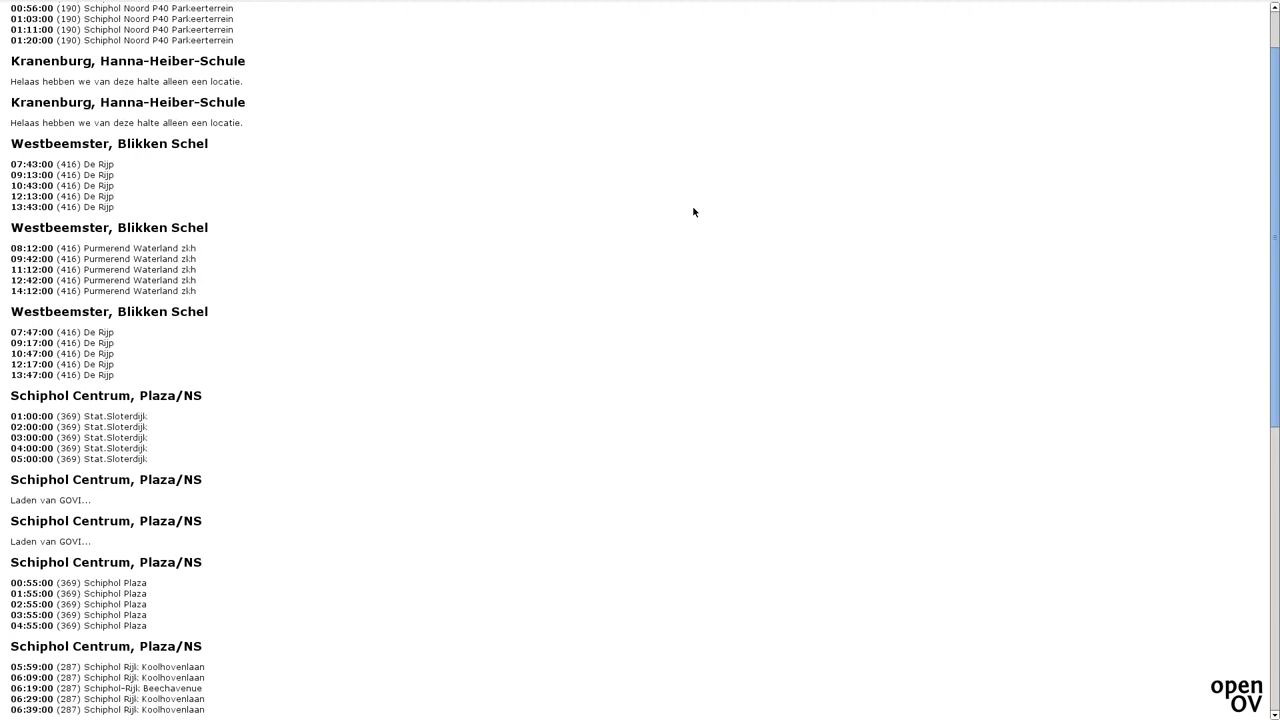 00:56:00 (190) Schiphol Noord P40 Parkeerterrein
01:03:00 (190) Schiphol Noord P40 Parkeerterrein
01:11:00 (190) Schiphol Noord P40 Parkeerterrein
01:20:00 (190) Schiphol Noord P40 Parkeerterrein
Kranenburg, Hanna-Heiber-Schule
Helaas hebben we van deze halte alleen een locatie.
Kranenburg, Hanna-Heiber-Schule
Helaas hebben we van deze halte alleen een locatie.
Westbeemster, Blikken Schel
07:43:00 (416) De Rijp
09:13:00 (416) De Rijp
10:43:00 (416) De Rijp
12:13:00 (416) De Rijp
13:43:00 (416) De Rijp
Westbeemster, Blikken Schel
08:12:00 (416) Purmerend Waterland zkh
09:42:00 (416) Purmerend Waterland zkh
11:12:00 (416) Purmerend Waterland zkh
12:42:00 (416) Purmerend Waterland zkh
14:12:00 (416) Purmerend Waterland zkh
Westbeemster, Blikken Schel
07:47:00 (416) De Rijp
09:17:00 (416) De Rijp
10:47:00 (416) De Rijp
12:17:00 (416) De Rijp
13:47:00 (416) De Rijp
Schiphol Centrum, Plaza/NS
01:00:00 (369) Stat.Sloterdijk
02:00:00 (369) Stat.Sloterdijk
03:00:00 (369) Stat.Sloterdijk
04:00:00 (369) Stat.Sloterdijk
05:00:00 (369) Stat.Sloterdijk
Schiphol Centrum, Plaza/NS
Laden van GOVI...
Schiphol Centrum, Plaza/NS
Laden van GOVI...
Schiphol Centrum, Plaza/NS
00:55:00 (369) Schiphol Plaza
01:55:00 (369) Schiphol Plaza
02:55:00 (369) Schiphol Plaza
03:55:00 (369) Schiphol Plaza
04:55:00 (369) Schiphol Plaza
Schiphol Centrum, Plaza/NS
05:59:00 (287) Schiphol Rijk Koolhovenlaan
06:09:00 (287) Schiphol Rijk Koolhovenlaan
06:19:00 (287) Schiphol-Rijk Beechavenue
06:29:00 (287) Schiphol Rijk Koolhovenlaan
06:39:00 (287) Schiphol Rijk Koolhovenlaan
open
OV